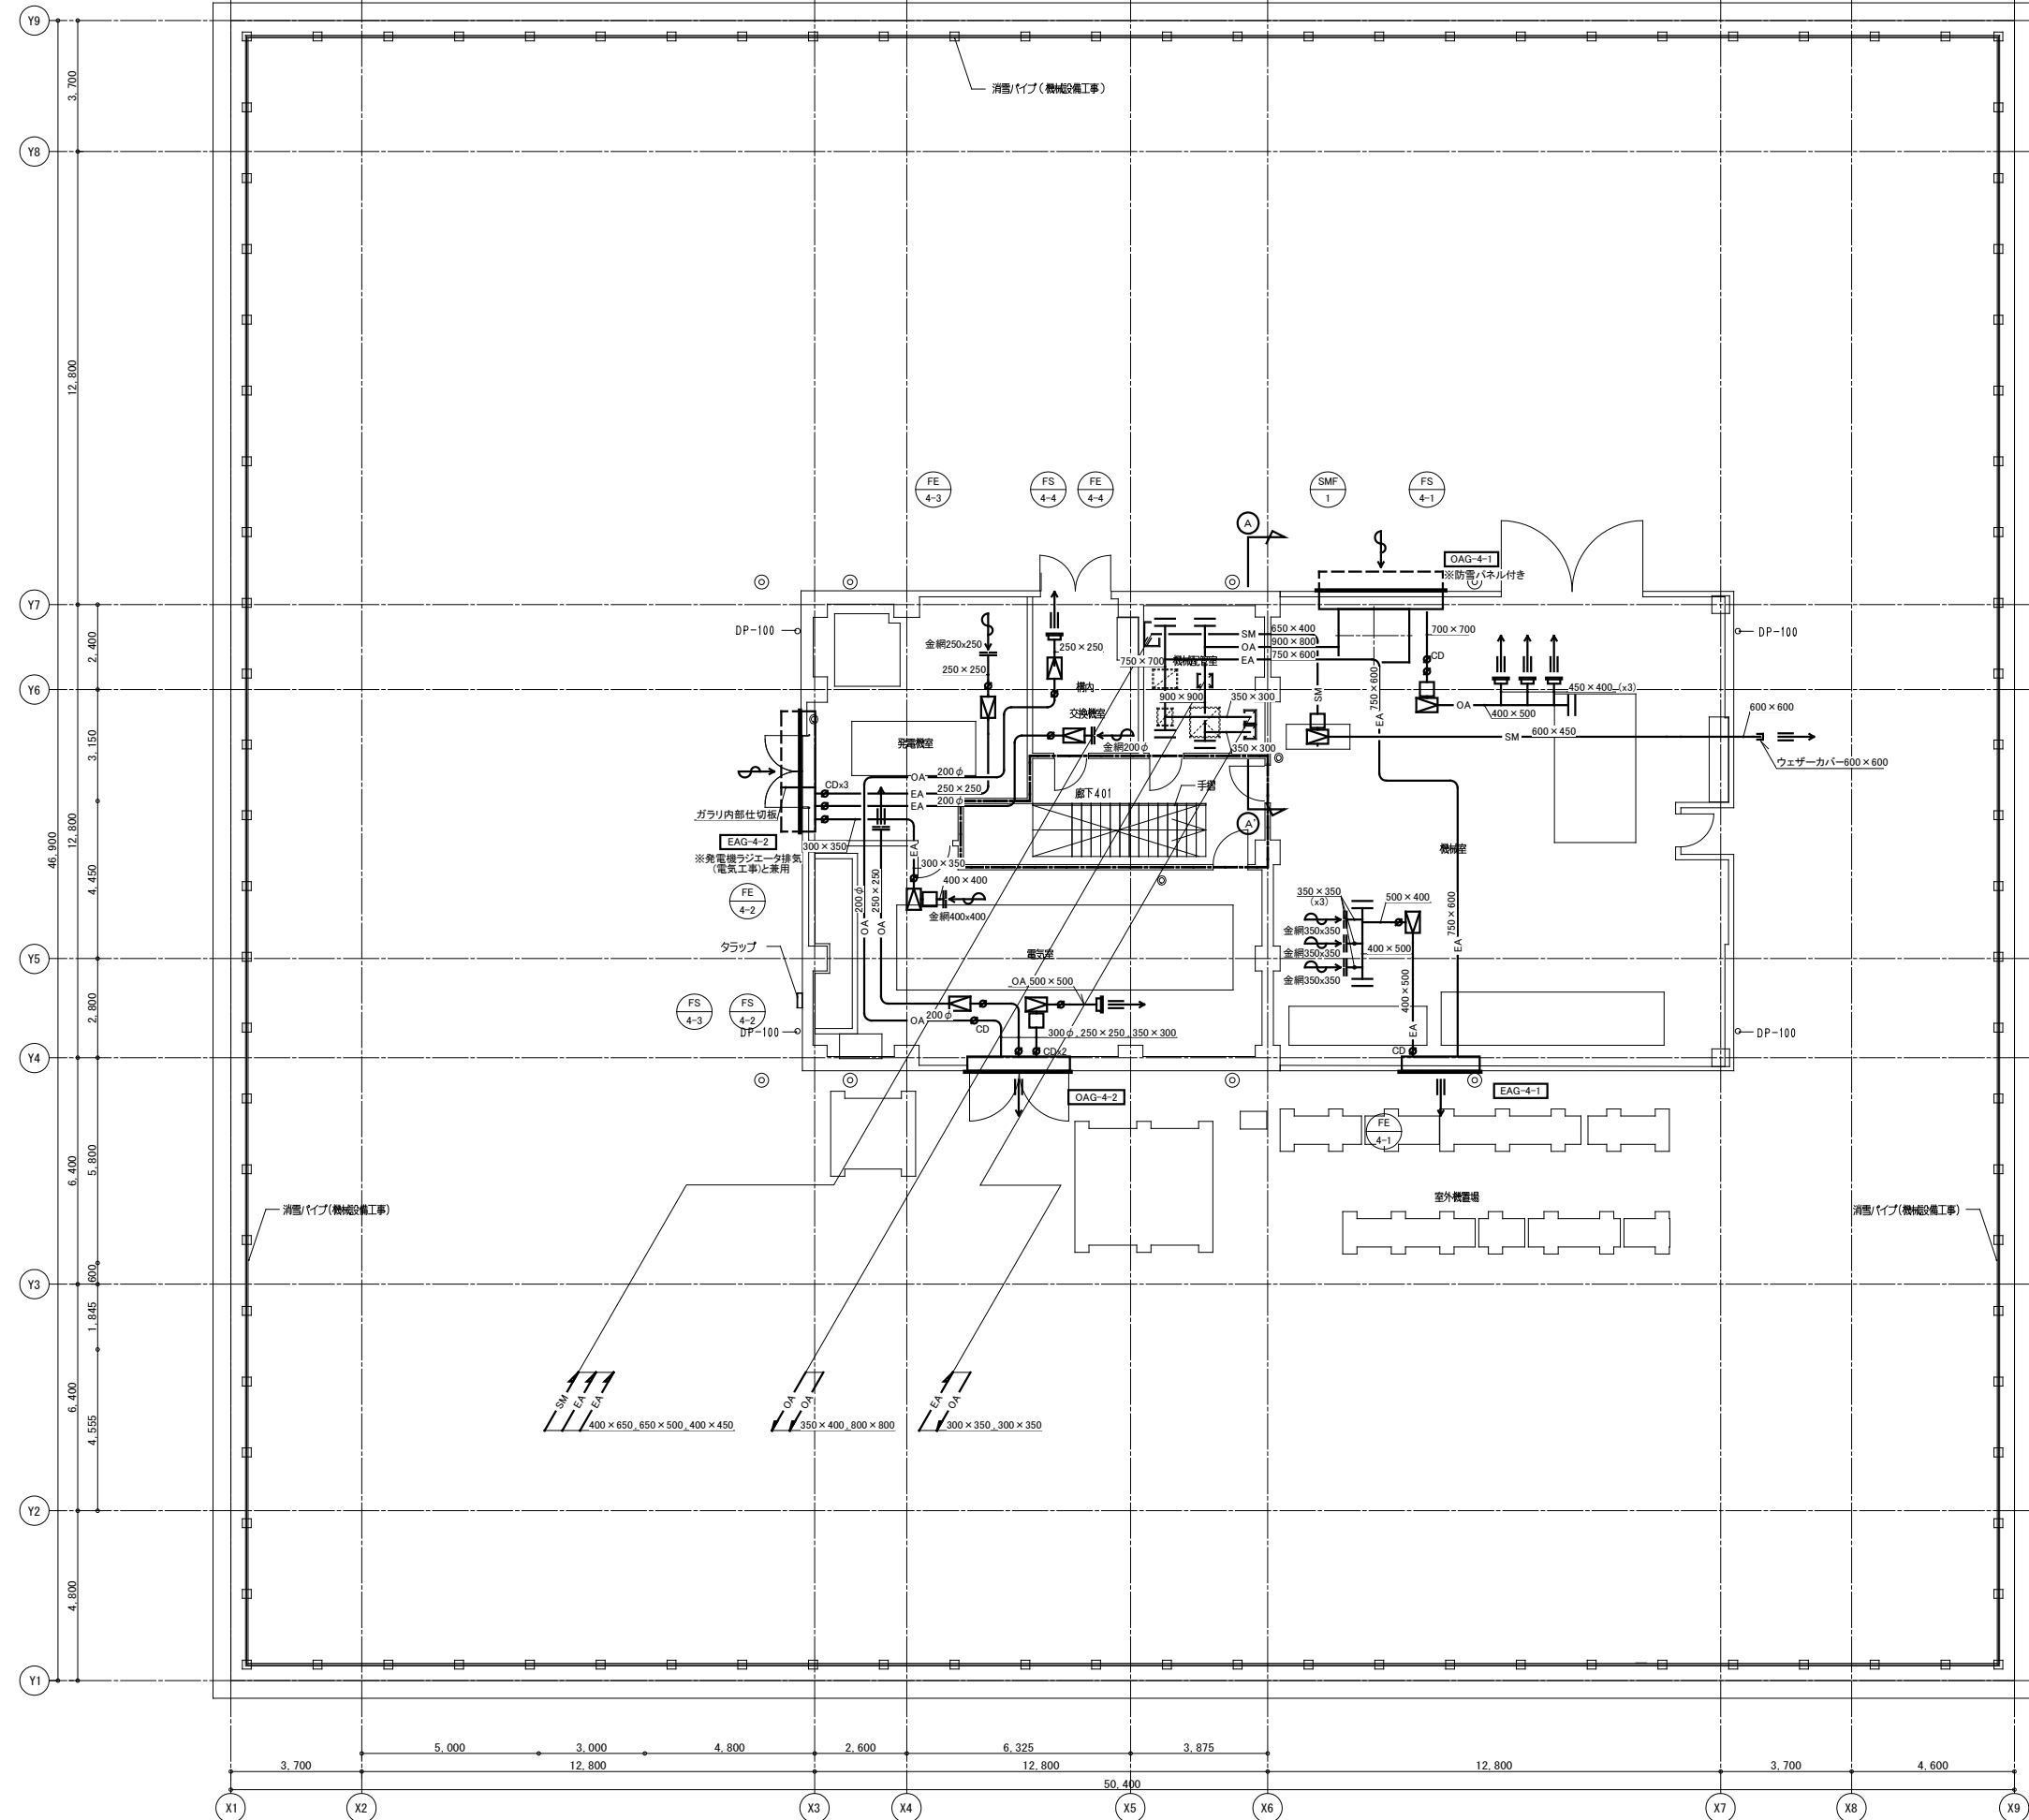 Y9
3,700
消雪パイプ(機械設備工事)
Y8
12,800
FE
4-3
FS
4-4
FE
4-4
SMF
1
FS
4-1
A
OAG-4-1
※防雪パネル付き
Y7
DP-100
DP-100
2,400
金網250x250
250×250
250×250
SM
650×400
OA
900×800
EA
750×600
750×700
機械配管室
700×700
CD
Y6
構内
交換機室
900×900
350×300
SM
750×600
EA
450×400 (x3)
OA
400×500
600×600
発電機室
金網200φ
350×300
SM
600×450
ウェザーカバー600×600
3,150
OA
200φ
EA
250×250
EA
200φ
CDx3
廊下401
手摺
ガラリ内部仕切板
A'
EAG-4-2
※発電機ラジエータ排気
(電気工事)と兼用
300×350
EA
300×350
機械室
46,900
12,800
4,450
FE
4-2
400×400
金網400x400
200φ
OA
250×250
OA
350×350
(x3)
500×400
金網350x350
金網350x350
金網350x350
400×500
750×600
EA
タラップ
電気室
Y5
OA 500×500
2,800
FS
4-3
FS
4-2
DP-100
OA
200φ
CD
300φ,250×250,350×300
CDx2
400×500
EA
CD
DP-100
Y4
OAG-4-2
EAG-4-1
FE
4-1
6,400
5,800
室外機置場
消雪パイプ(機械設備工事)
消雪パイプ(機械設備工事)
600
Y3
1,845
6,400
4,555
SM
EA
EA
400×650,650×500,400×450
OA
OA
350×400,800×800
EA
OA
300×350,300×350
Y2
4,800
Y1
5,000
3,000
4,800
2,600
6,325
3,875
3,700
12,800
12,800
12,800
3,700
4,600
50,400
X1
X2
X3
X4
X5
X6
X7
X8
X9